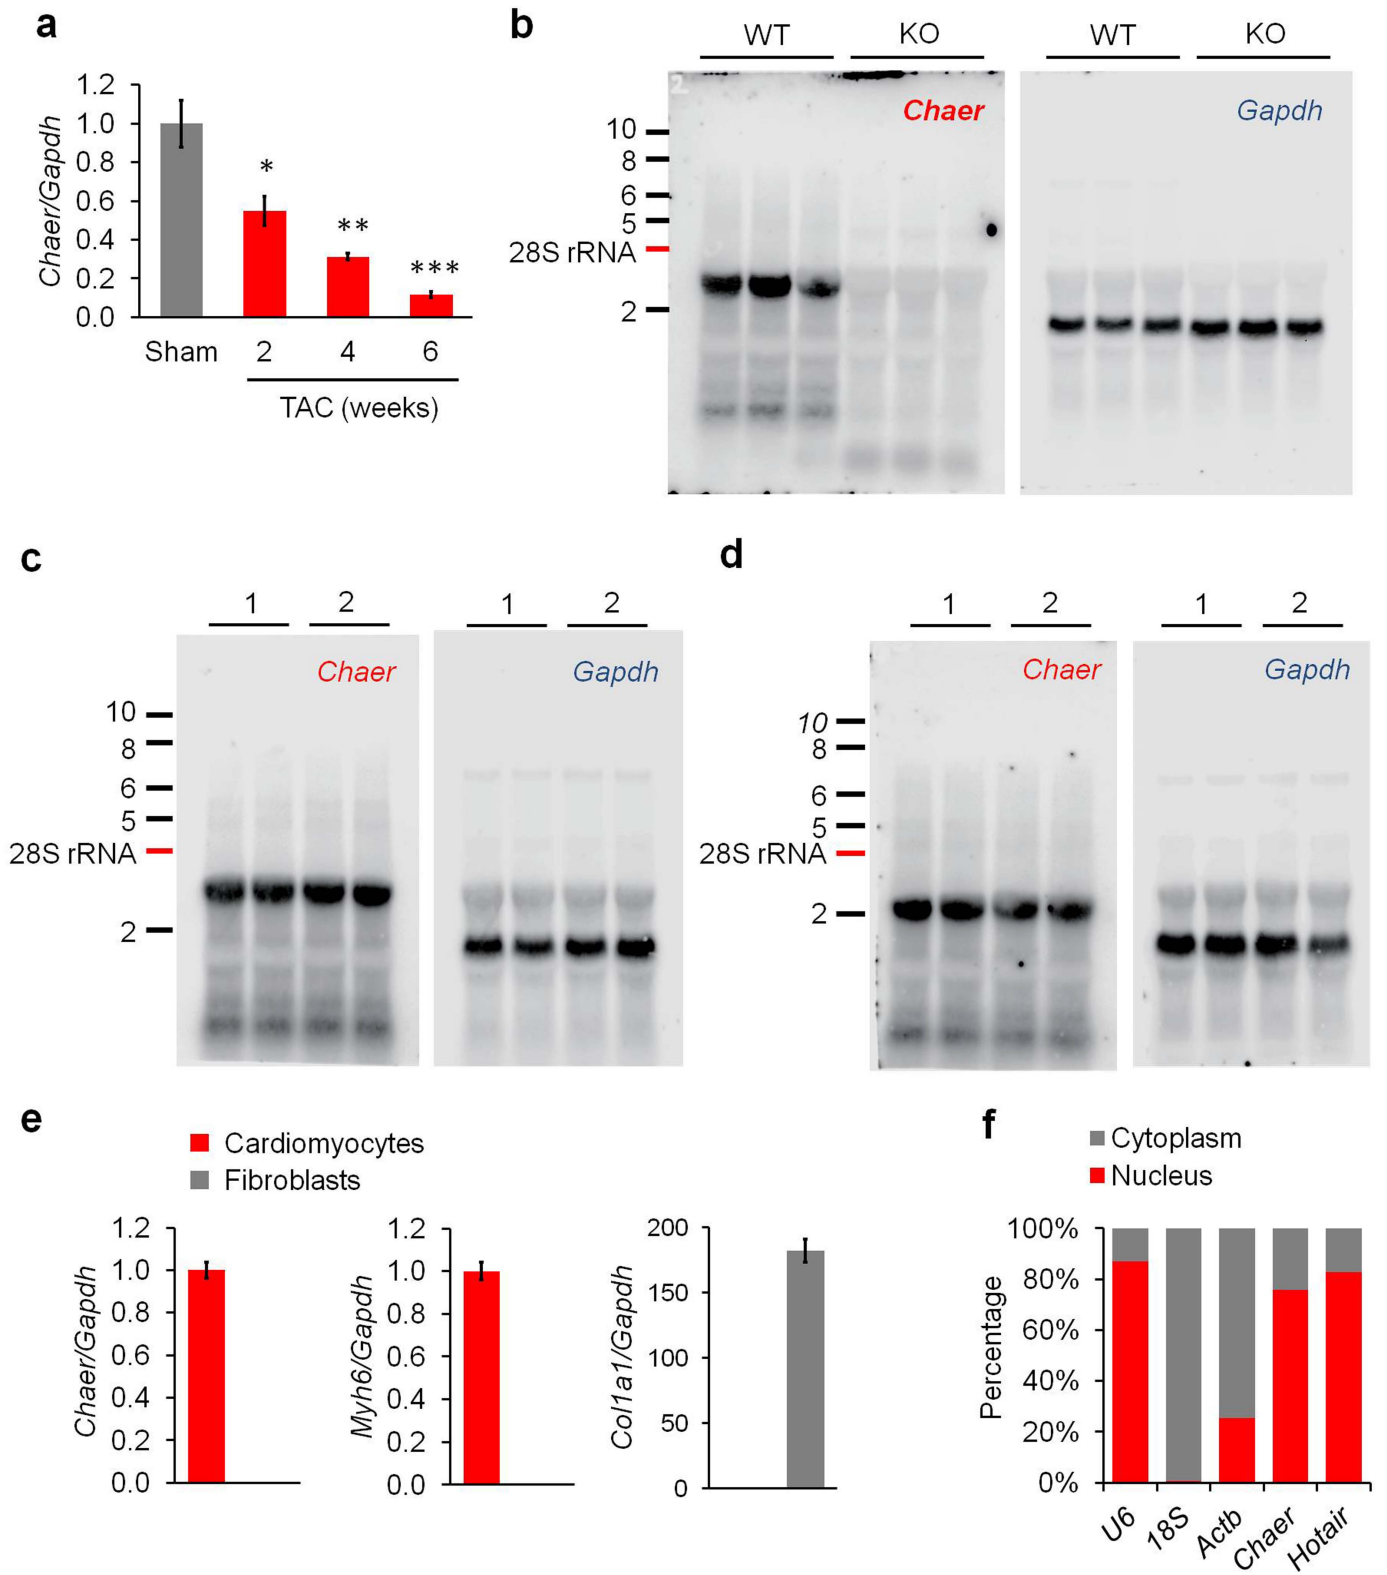 a
Chaer/Gapdh
1.2
1.0
0.8
0.6
0.4
0.2
0.0
*
**
***
Sham 2 4 6
TAC (weeks)
b
WT KO WT KO
2
Chaer Gapdh
10
8
6
5
28S rRNA
2
c
1 2 1 2
Chaer Gapdh
10
8
6
5
28S rRNA
2
d
1 2 1 2
Chaer Gapdh
10
8
6
5
28S rRNA
2
e
Cardiomyocytes
Fibroblasts
Chaer/Gapdh
1.2
1.0
0.8
0.6
0.4
0.2
0.0
Myh6/Gapdh
1.2
1.0
0.8
0.6
0.4
0.2
0.0
Col1a1/Gapdh
200
150
100
50
0
f
Cytoplasm
Nucleus
Percentage
100%
80%
60%
40%
20%
0%
U6 18S Actb Chaer Hotair